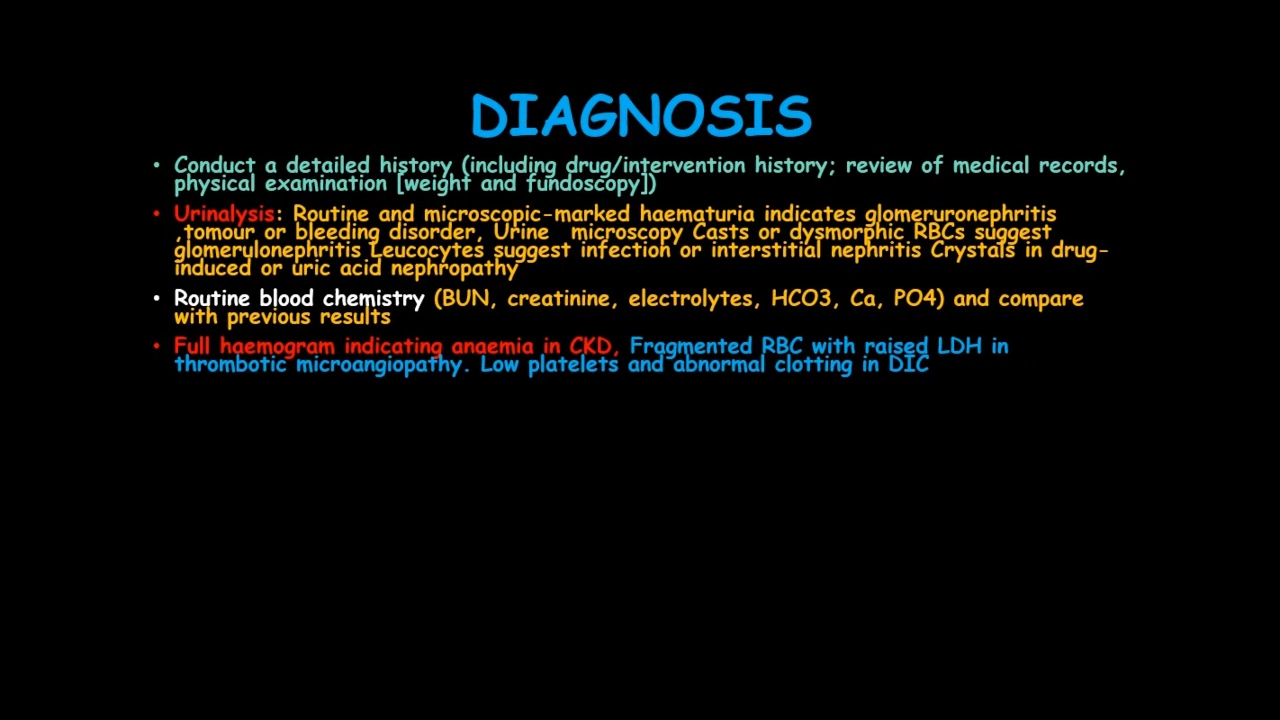 DIAGNOSIS
• Conduct a detailed history (including drug/intervention history; review of medical records,
physical examination [weight and fundoscopy])
• Urinalysis: Routine and microscopic-marked haematuria indicates glomeruronephritis
,tomour or bleeding disorder, Urine microscopy Casts or dysmorphic RBCs suggest
glomerulonephritis Leucocytes suggest infection or interstitial nephritis Crystals in drug-
induced or uric acid nephropathy
• Routine blood chemistry (BUN, creatinine, electrolytes, HCO3, Ca, PO4) and compare
with previous results
• Full haemogram indicating anaemia in CKD, Fragmented RBC with raised LDH in
thrombotic microangiopathy. Low platelets and abnormal clotting in DIC